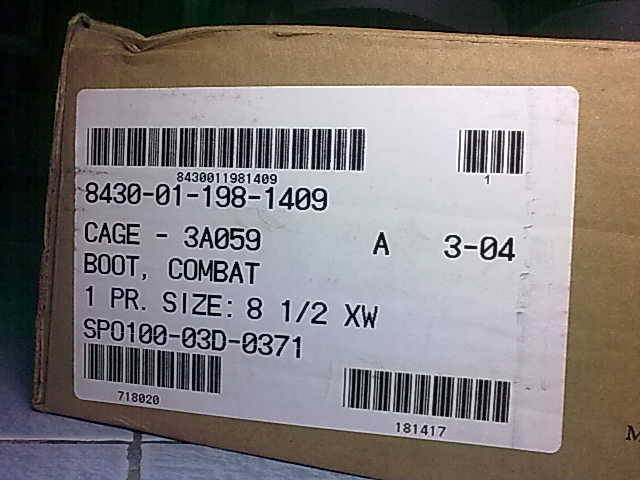 8430011981409
1
8430-01-198-1409
CAGE - 3A059 A 3-04
BOOT, COMBAT
1 PR. SIZE: 8 1/2 XW
SPO100-03D-0371
718020
181417
M